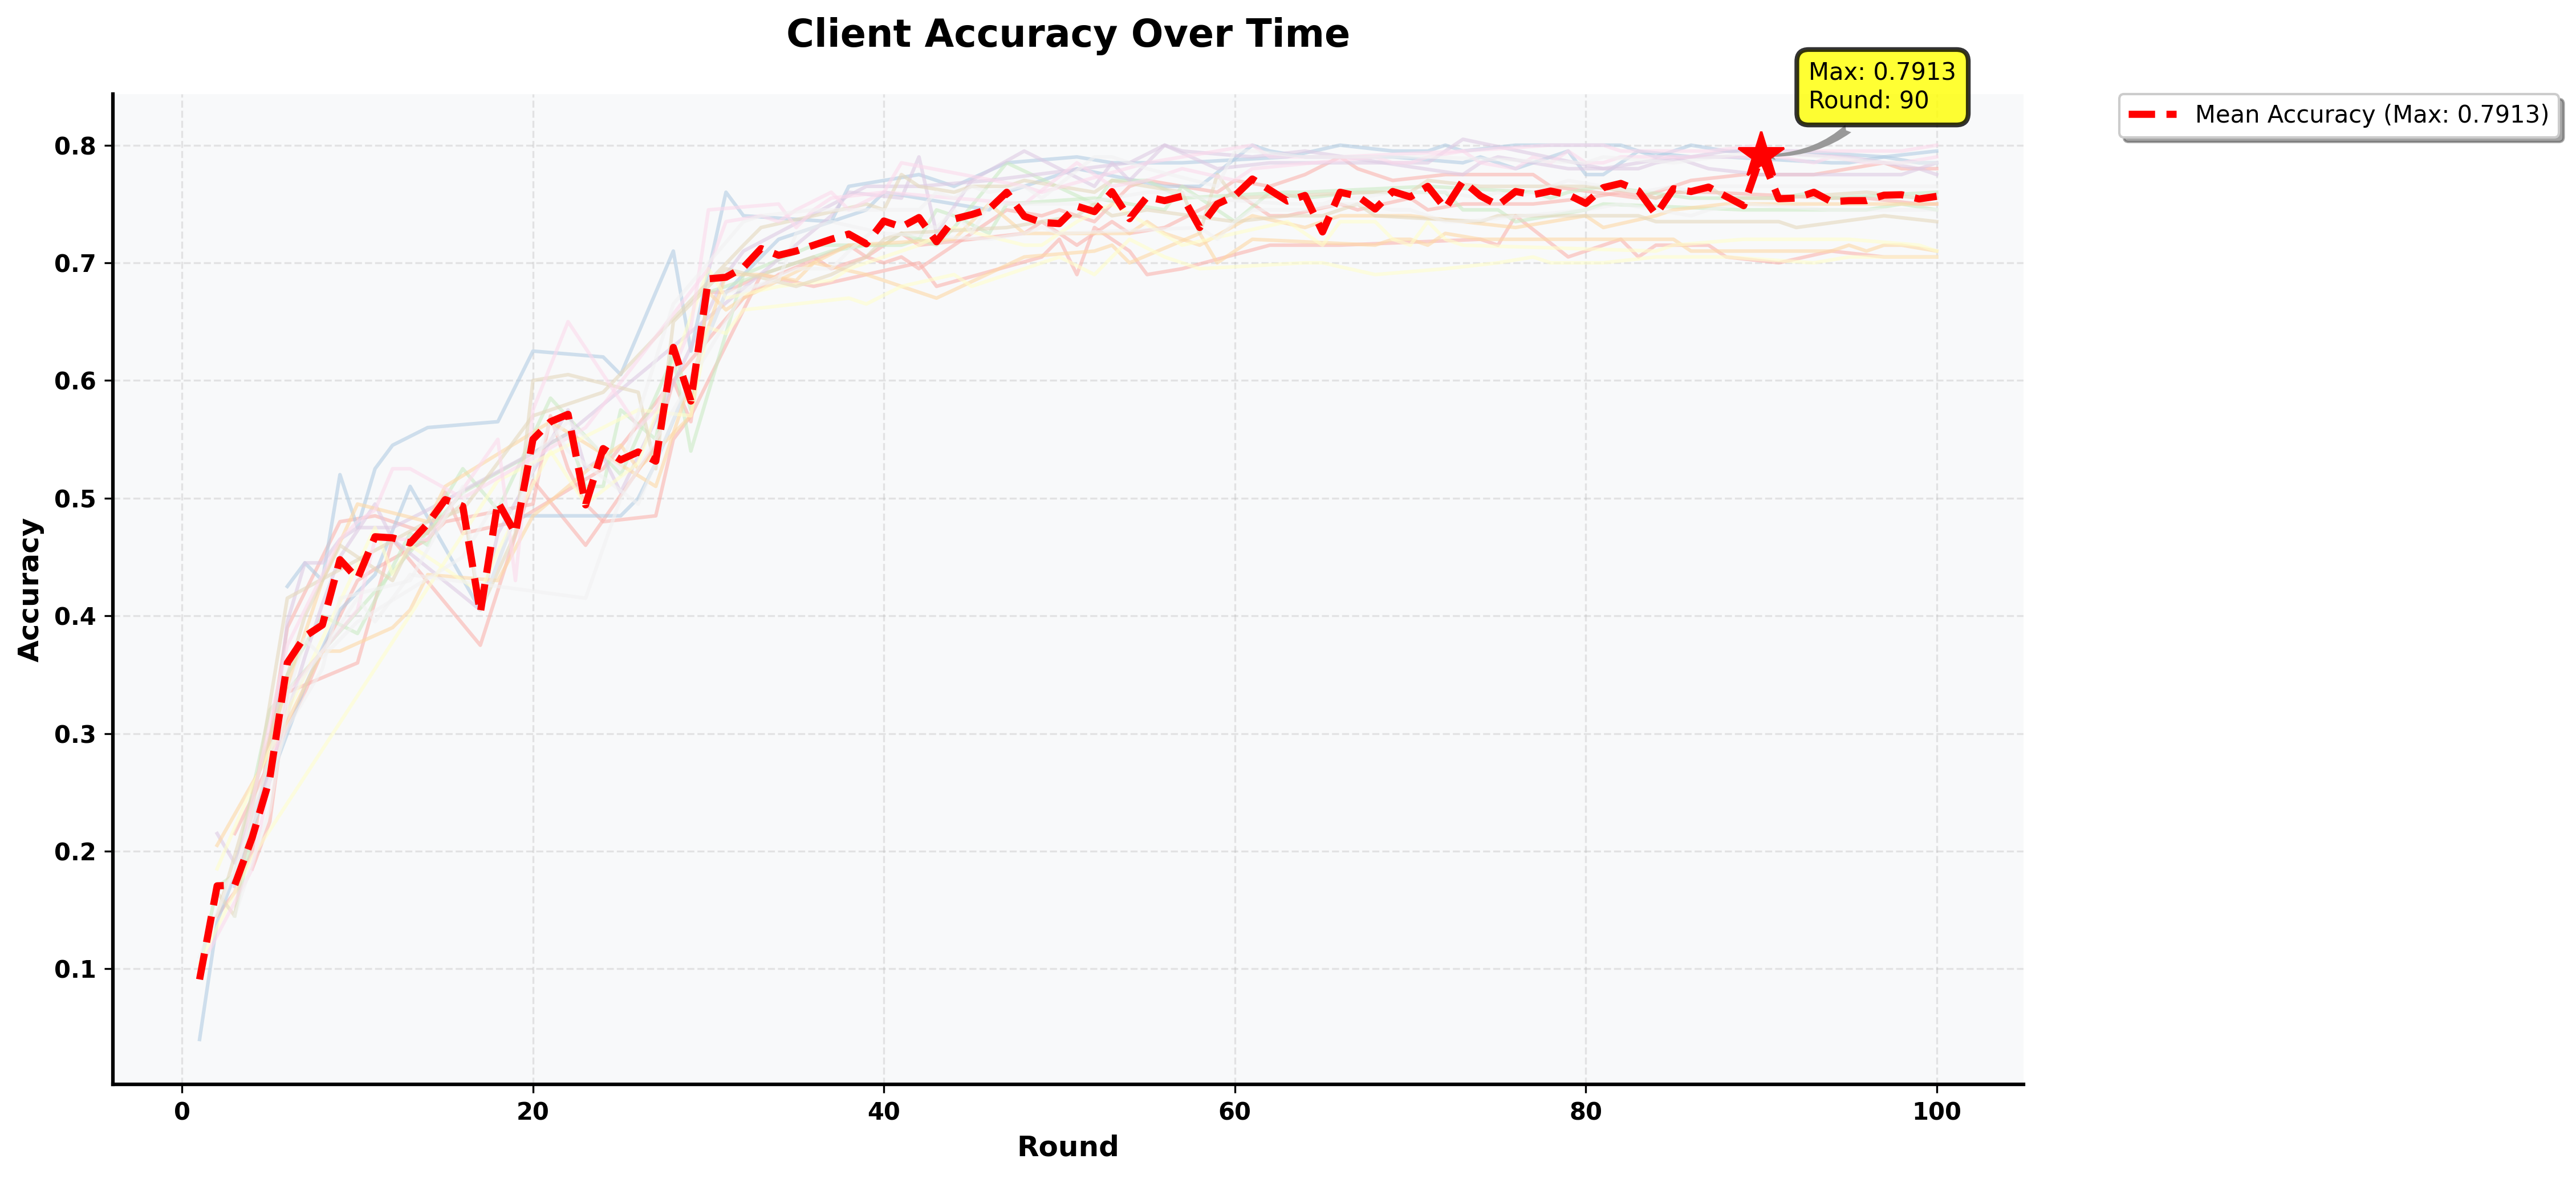 Client Accuracy Over Time
Max: 0.7913
Round: 90
Mean Accuracy (Max: 0.7913)
0.8
0.7
0.6
0.5
0.4
0.3
0.2
0.1
Accuracy
0
20
40
60
80
100
Round